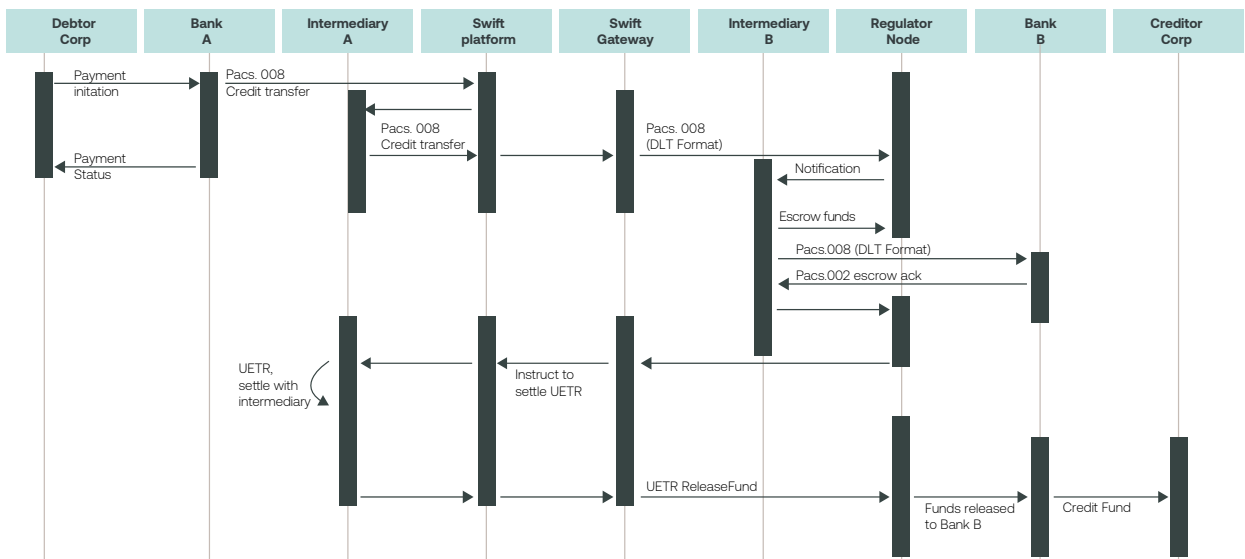 Debtor
Corp
Bank
A
Intermediary
A
Swift
platform
Swift
Gateway
Intermediary
B
Regulator
Node
Bank
B
Creditor
Corp
Payment
initation
Pacs. 008
Credit transfer
Pacs. 008
Credit transfer
Pacs. 008
(DLT Format)
Payment
Status
Notification
Escrow funds
Pacs.008 (DLT Format)
Pacs.002 escrow ack
UETR,
settle with
intermediary
Instruct to
settle UETR
UETR ReleaseFund
Funds released
to Bank B
Credit Fund